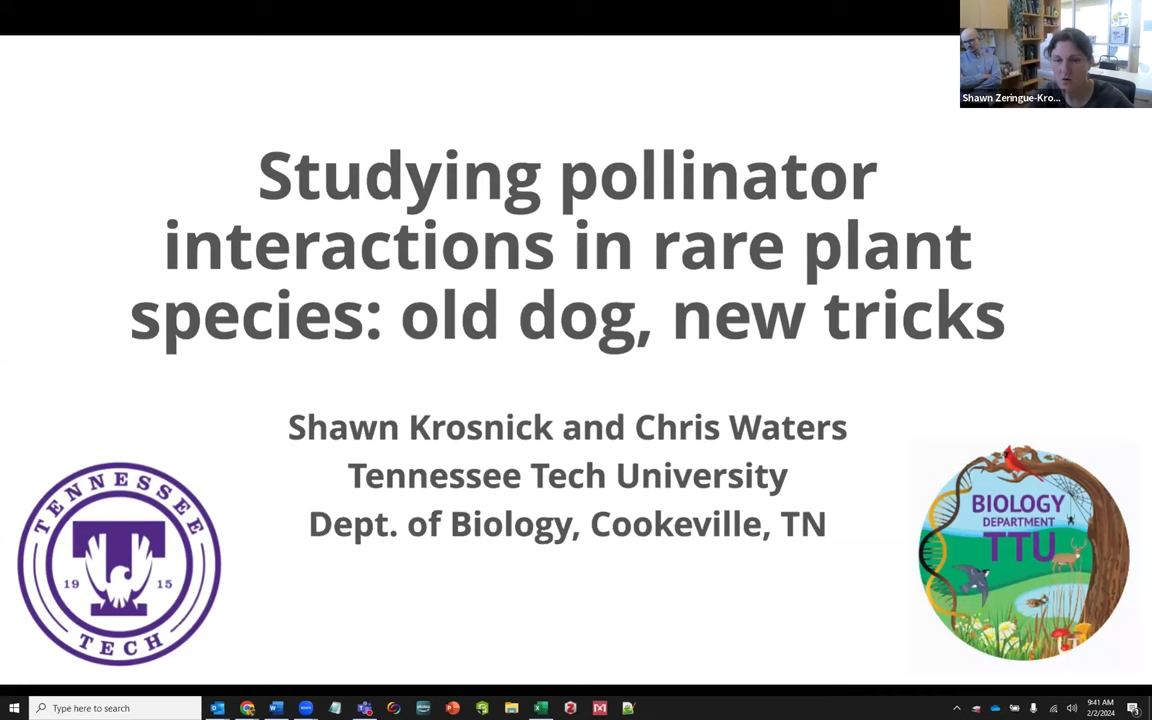 Shawn Zeringue-Kro...
Studying pollinator
interactions in rare plant
species: old dog, new tricks
Shawn Krosnick and Chris Waters
Tennessee Tech University
Dept. of Biology, Cookeville, TN
TENNESSEE
T
19 15
TECH
BIOLOGY
DEPARTMENT
TTU
Type here to search
9:41 AM
2/2/2024
3